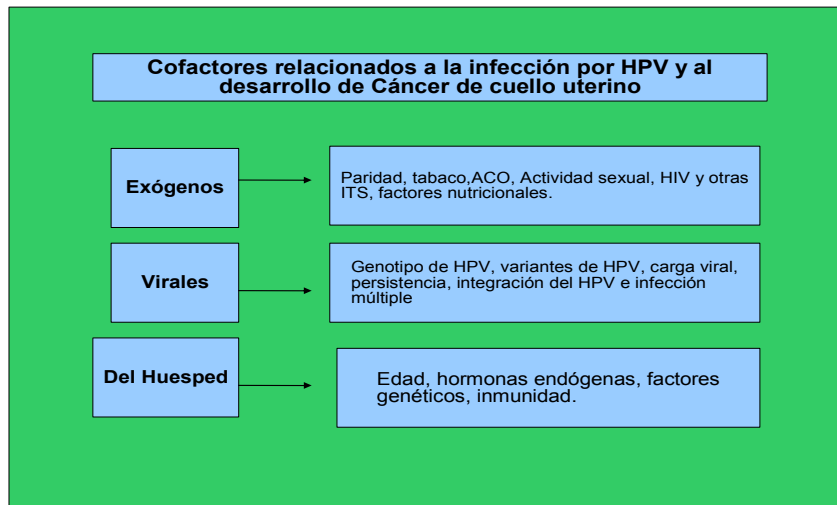 Cofactores relacionados a la infección por HPV y al
desarrollo de Cáncer de cuello uterino
Exógenos
Paridad, tabaco,ACO, Actividad sexual, HIV y otras
ITS, factores nutricionales.
Virales
Genotipo de HPV, variantes de HPV, carga viral,
persistencia, integración del HPV e infección
múltiple
Del Huesped
Edad, hormonas endógenas, factores
genéticos, inmunidad.